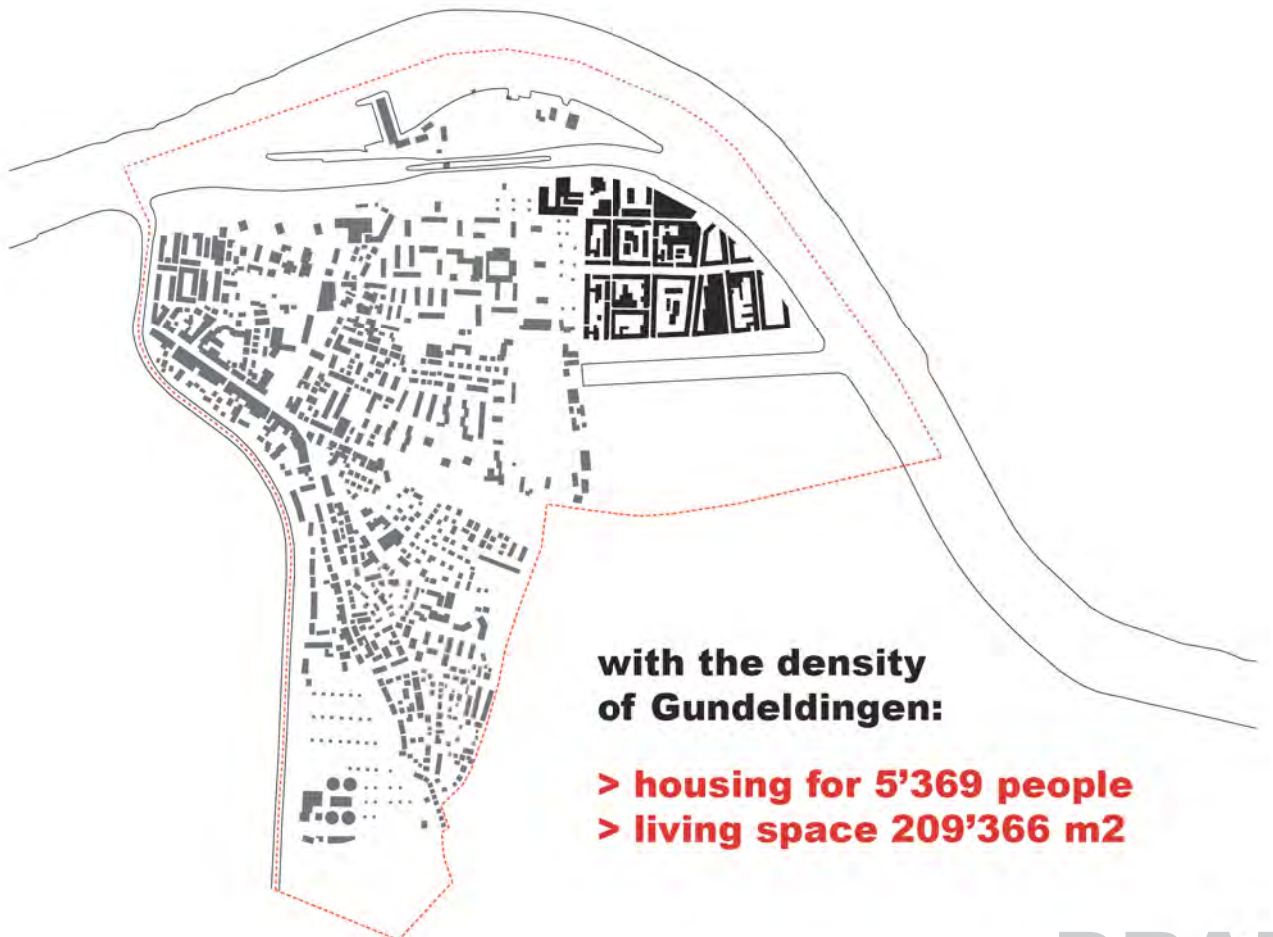 with the density
of Gundeldingen:
> housing for 5’369 people
> living space 209’366 m2